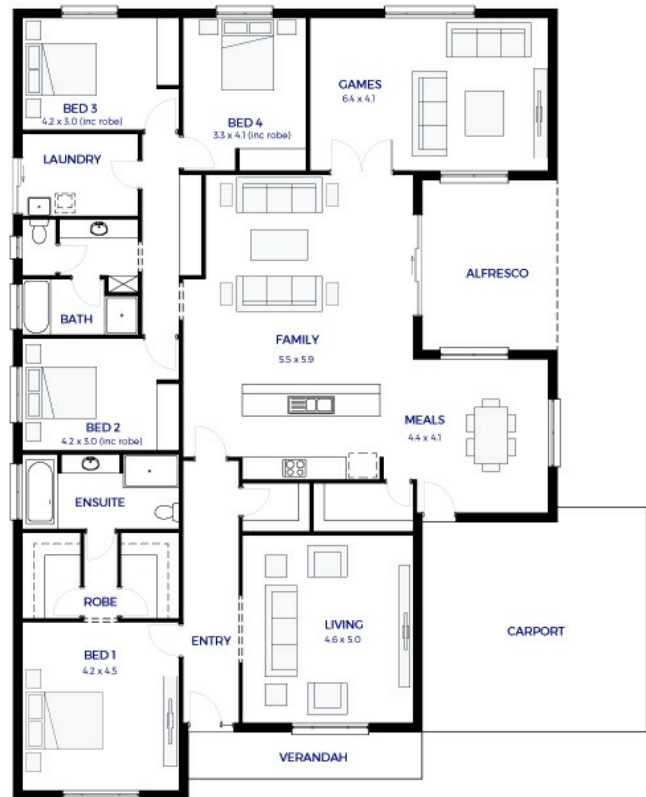 GAMES
6.4 x 4.1
BED 3
4.2 x 3.0 (inc robe)
BED 4
3.3 x 4.1 (inc robe)
LAUNDRY
ALFRESCO
BATH
FAMILY
5.5 x 5.9
BED 2
4.2 x 3.0 (inc robe)
MEALS
4.4 x 4.1
ENSUITE
ROBE
LIVING
4.6 x 5.0
ENTRY
CARPORT
BED 1
4.2 x 4.5
VERANDAH